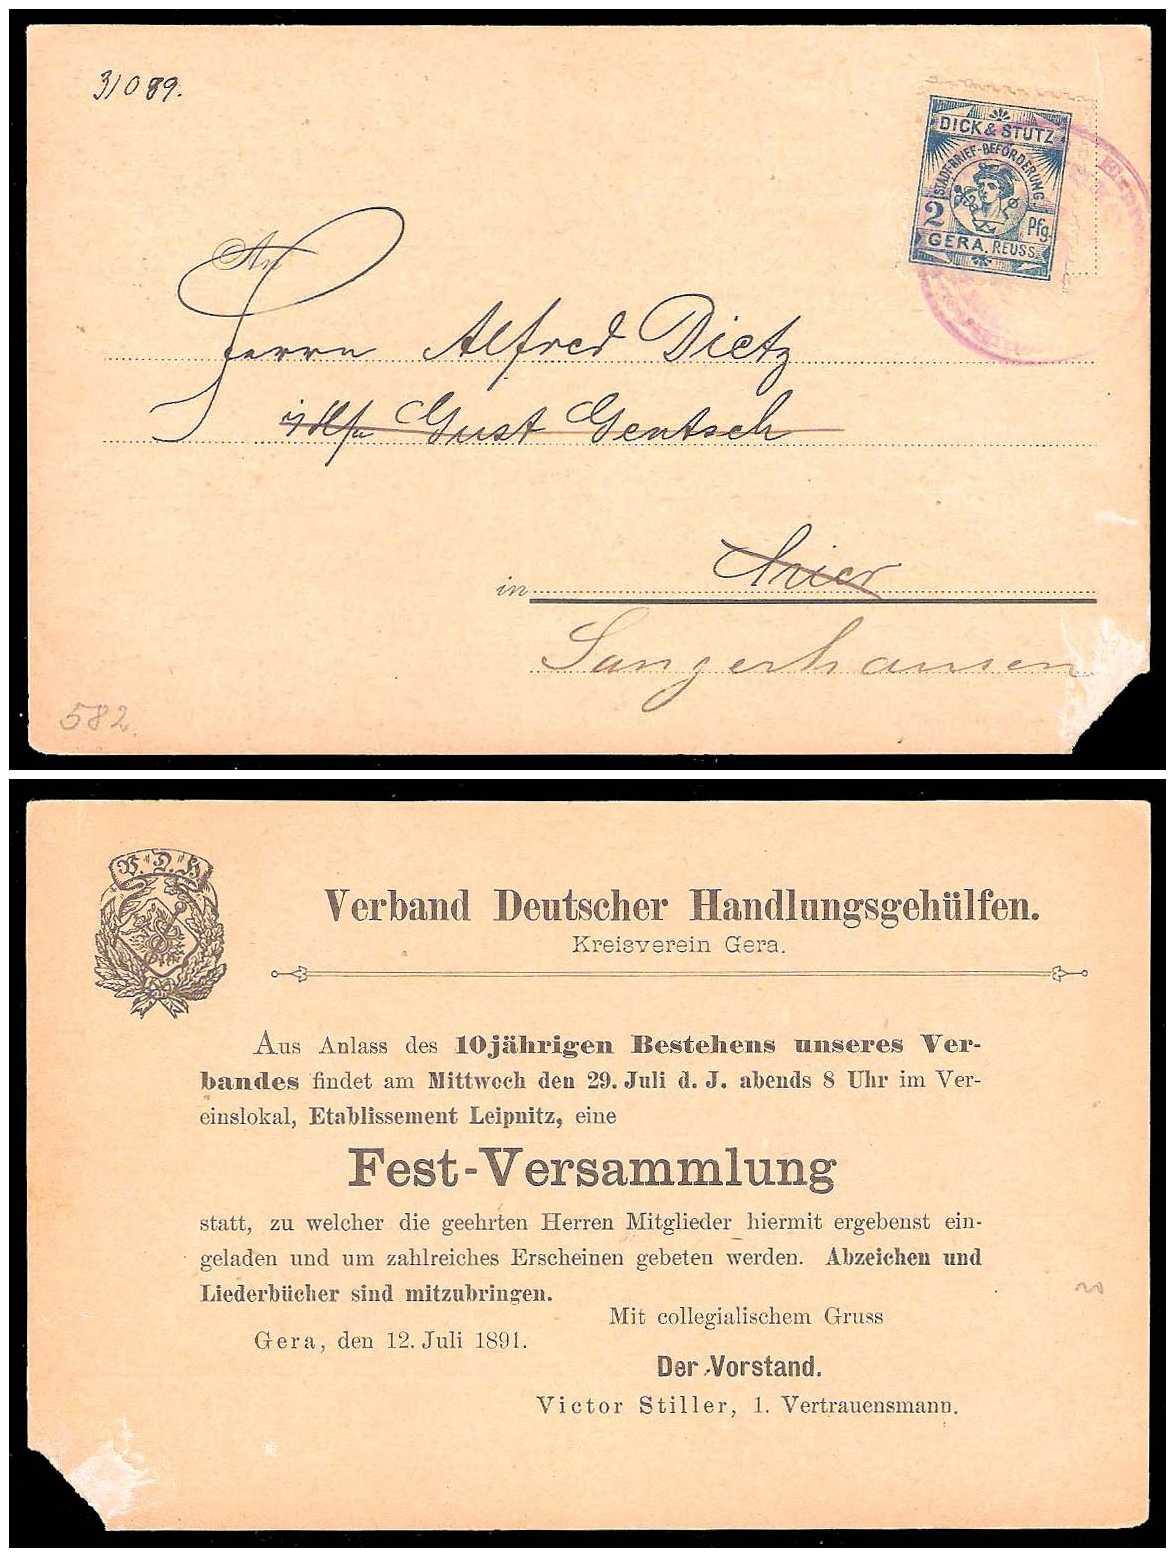 31089.
DICK & STUTZ
STADTBRIEF-BEFÖRDERUNG.
2 Pfg.
GERA, REUSS.
An
Herrn Alfred Dietz
Gust Gentsch
in hier
Sangerhausen
582.
V. D. H.
Verband Deutscher Handlungsgehülfen.
Kreisverein Gera.
Aus Anlass des 10jährigen Bestehens unseres Ver-
bandes findet am Mittwoch den 29. Juli d. J. abends 8 Uhr im Ver-
einslokal, Etablissement Leipnitz, eine
Fest-Versammlung
statt, zu welcher die geehrten Herren Mitglieder hiermit ergebenst ein-
geladen und um zahlreiches Erscheinen gebeten werden. Abzeichen und
Liederbücher sind mitzubringen.
Mit collegialischem Gruss
Gera, den 12. Juli 1891.
Der Vorstand.
Victor Stiller, 1. Vertrauensmann.
20